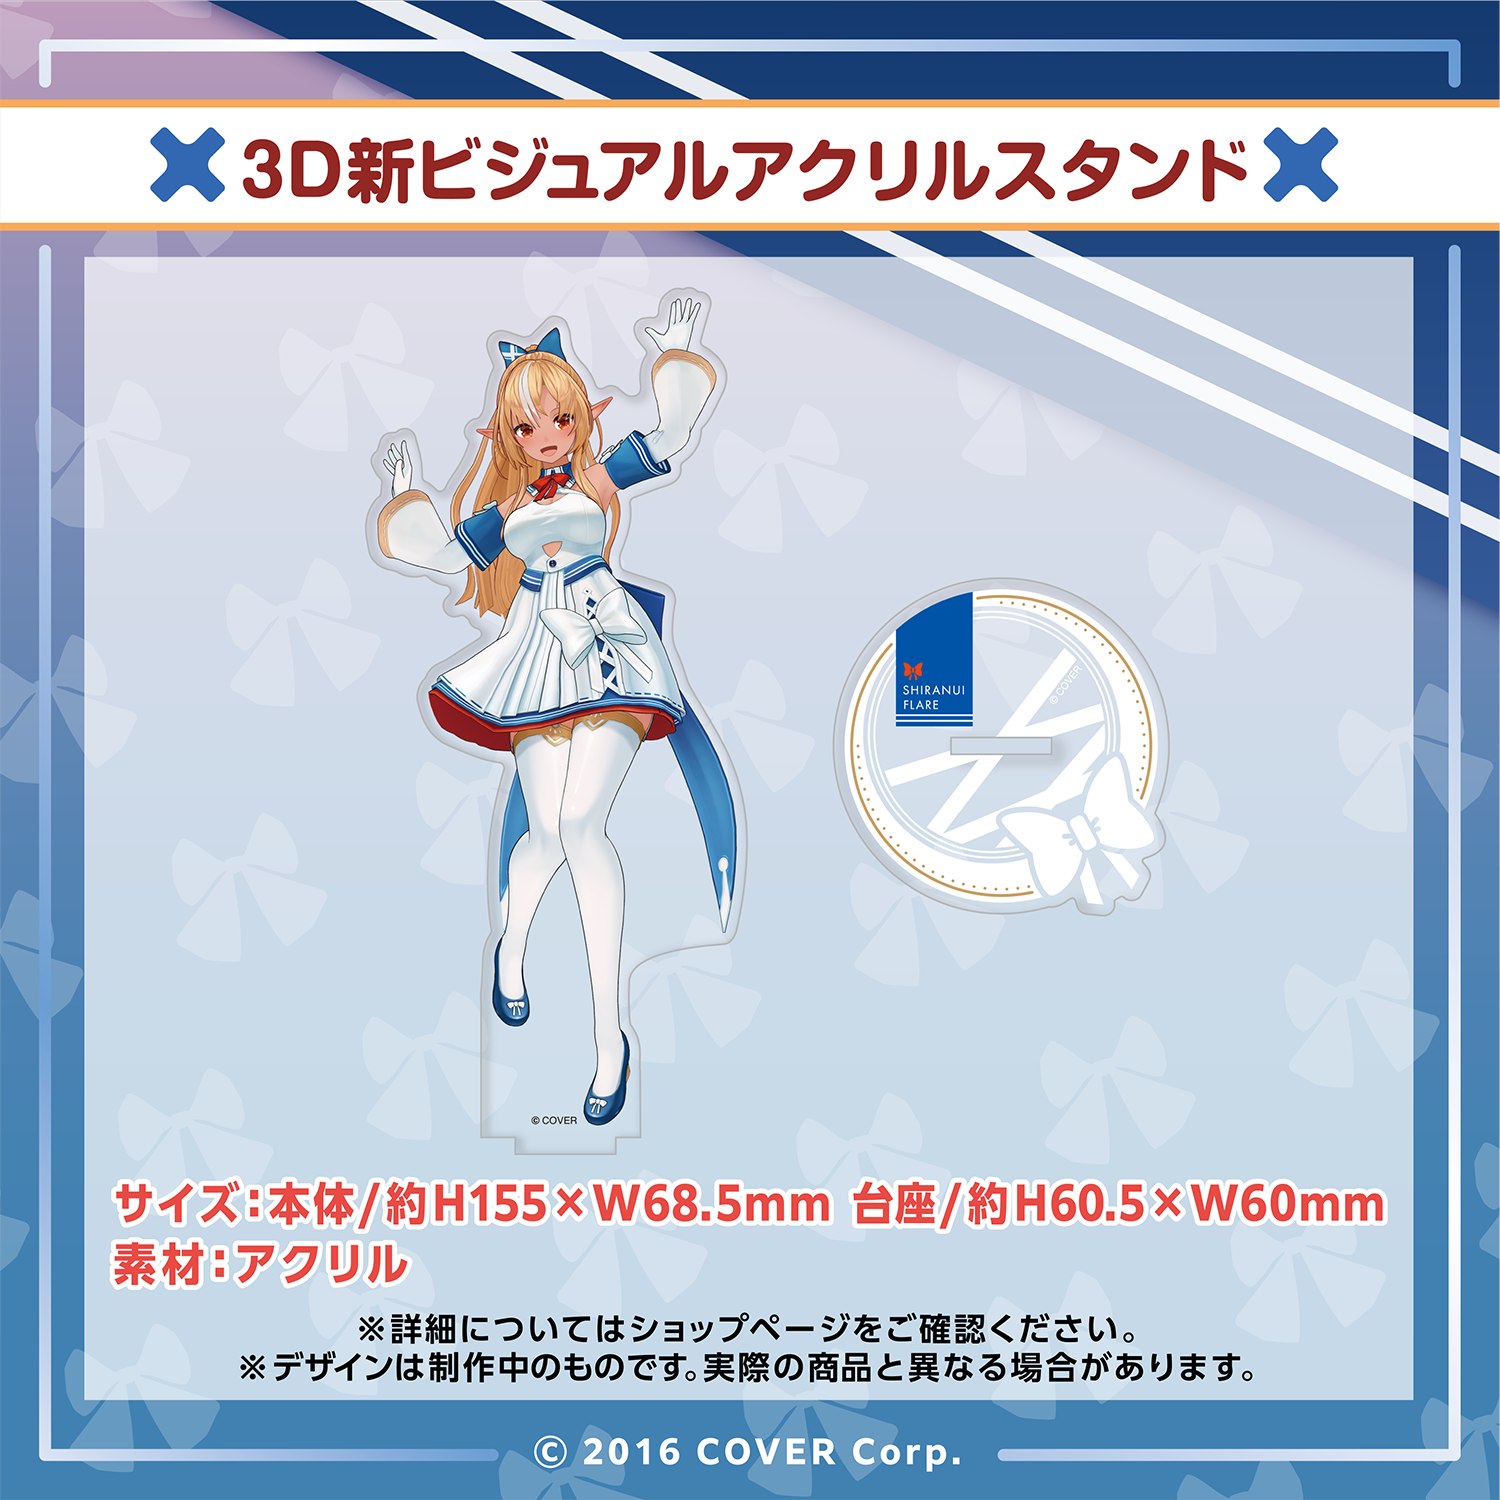 3D新ビジュアルアクリルスタンド
SHIRANUI
FLARE
© COVER
© COVER
サイズ：本体/約H155×W68.5mm 台座/約H60.5×W60mm
素材：アクリル
※詳細についてはショップページをご確認ください。
※デザインは制作中のものです。実際の商品と異なる場合があります。
© 2016 COVER Corp.